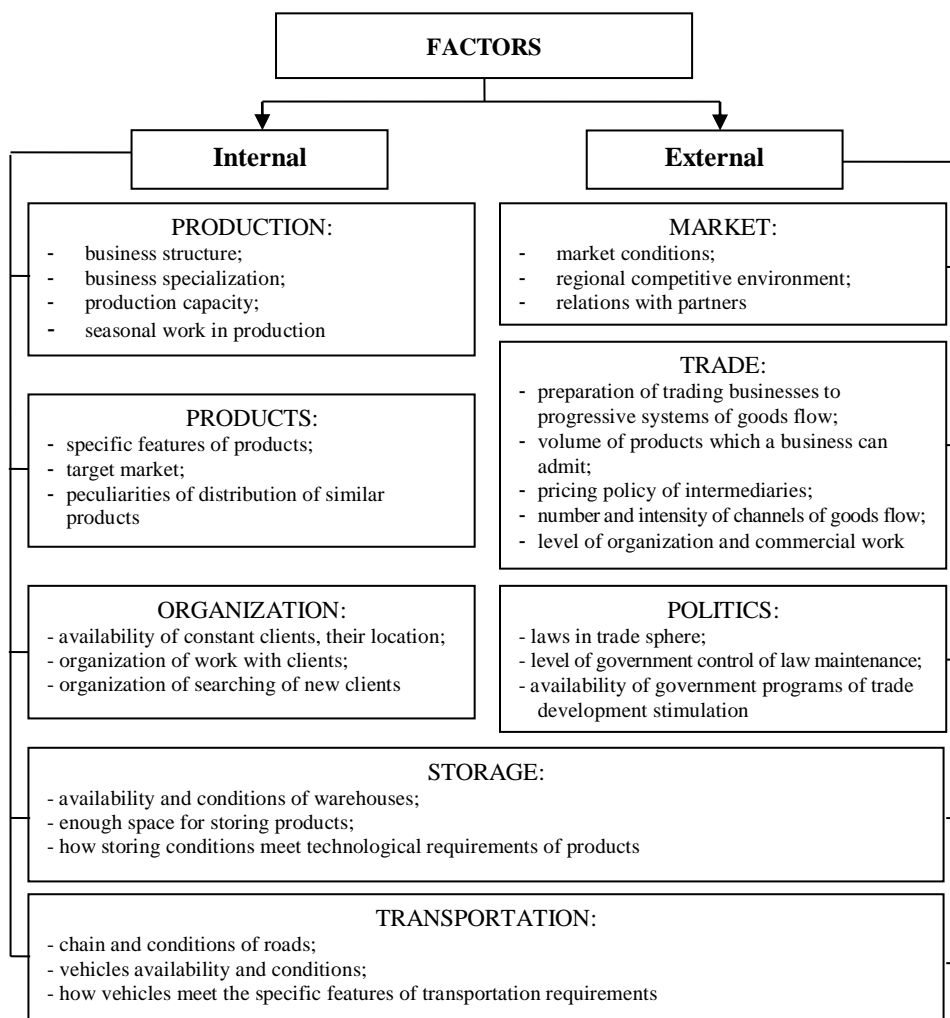 FACTORS
Internal
External
PRODUCTION:
- business structure;
- business specialization;
- production capacity;
- seasonal work in production
MARKET:
- market conditions;
- regional competitive environment;
- relations with partners
PRODUCTS:
- specific features of products;
- target market;
- peculiarities of distribution of similar
products
TRADE:
- preparation of trading businesses to
progressive systems of goods flow;
- volume of products which a business can
admit;
- pricing policy of intermediaries;
- number and intensity of channels of goods flow;
- level of organization and commercial work
ORGANIZATION:
- availability of constant clients, their location;
- organization of work with clients;
- organization of searching of new clients
POLITICS:
- laws in trade sphere;
- level of government control of law maintenance;
- availability of government programs of trade
development stimulation
STORAGE:
- availability and conditions of warehouses;
- enough space for storing products;
- how storing conditions meet technological requirements of products
TRANSPORTATION:
- chain and conditions of roads;
- vehicles availability and conditions;
- how vehicles meet the specific features of transportation requirements